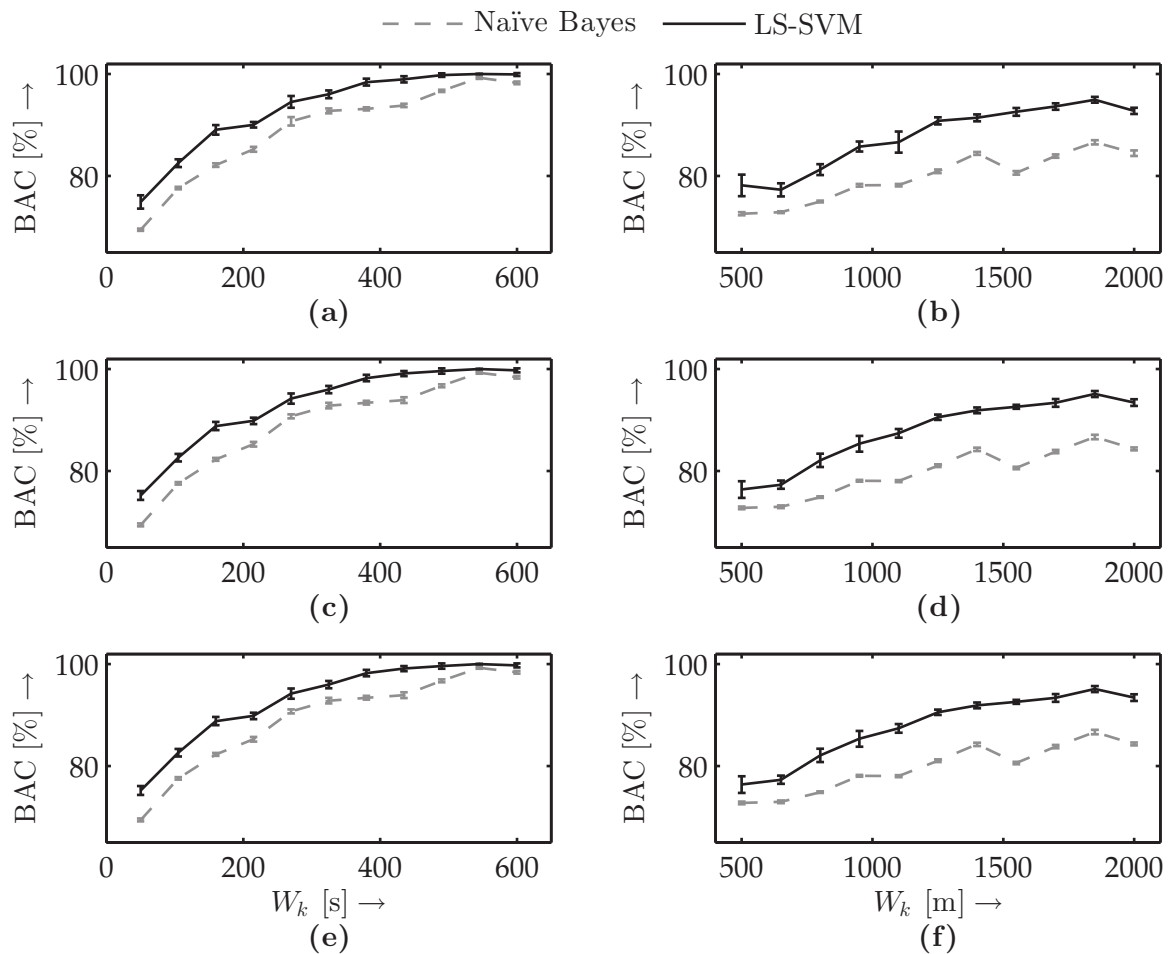 Naïve Bayes LS-SVM
100
80
BAC [%] →
0 200 400 600
(a)
100
80
BAC [%] →
500 1000 1500 2000
(b)
100
80
BAC [%] →
0 200 400 600
(c)
100
80
BAC [%] →
500 1000 1500 2000
(d)
100
80
BAC [%] →
0 200 400 600
W_k [s] →
(e)
100
80
BAC [%] →
500 1000 1500 2000
W_k [m] →
(f)